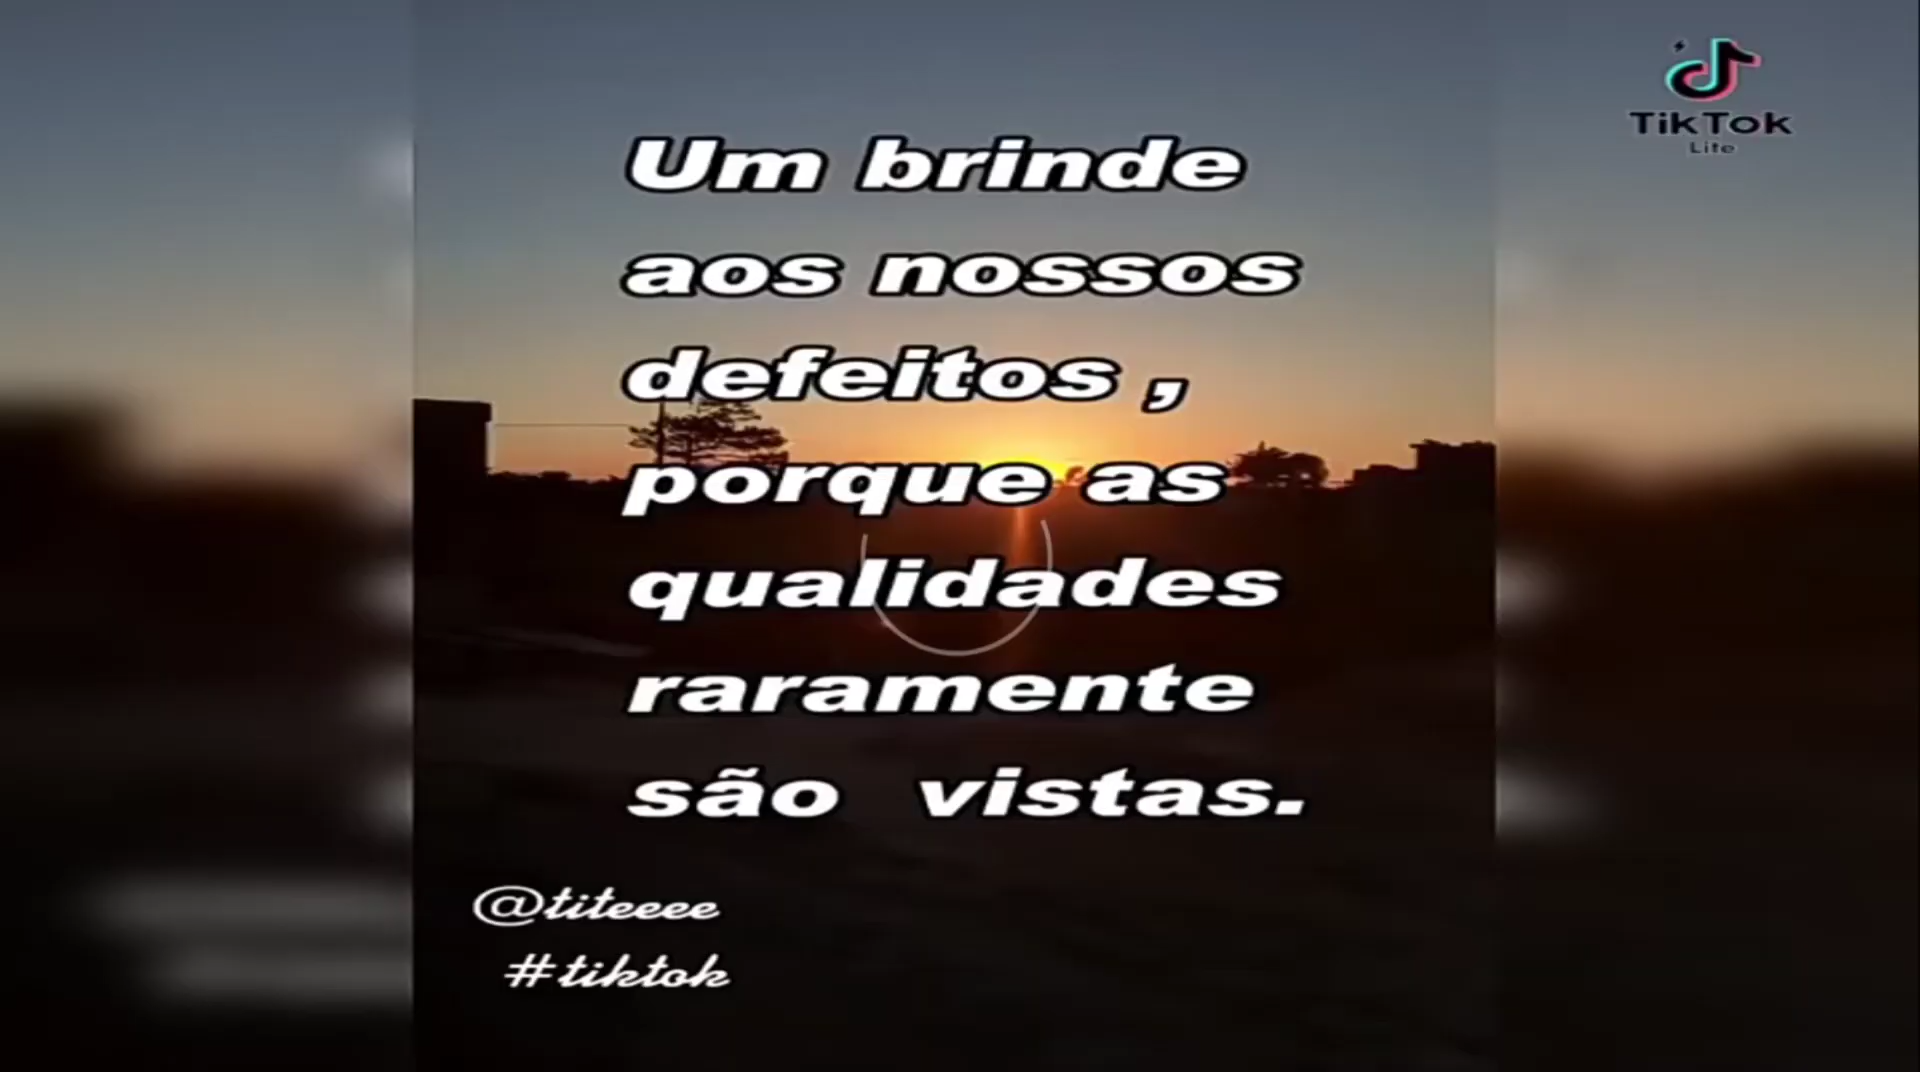 TikTok
Lite
Um brinde
aos nossos
defeitos ,
porque as
qualidades
raramente
são vistas.
@titeeee
#tiktok